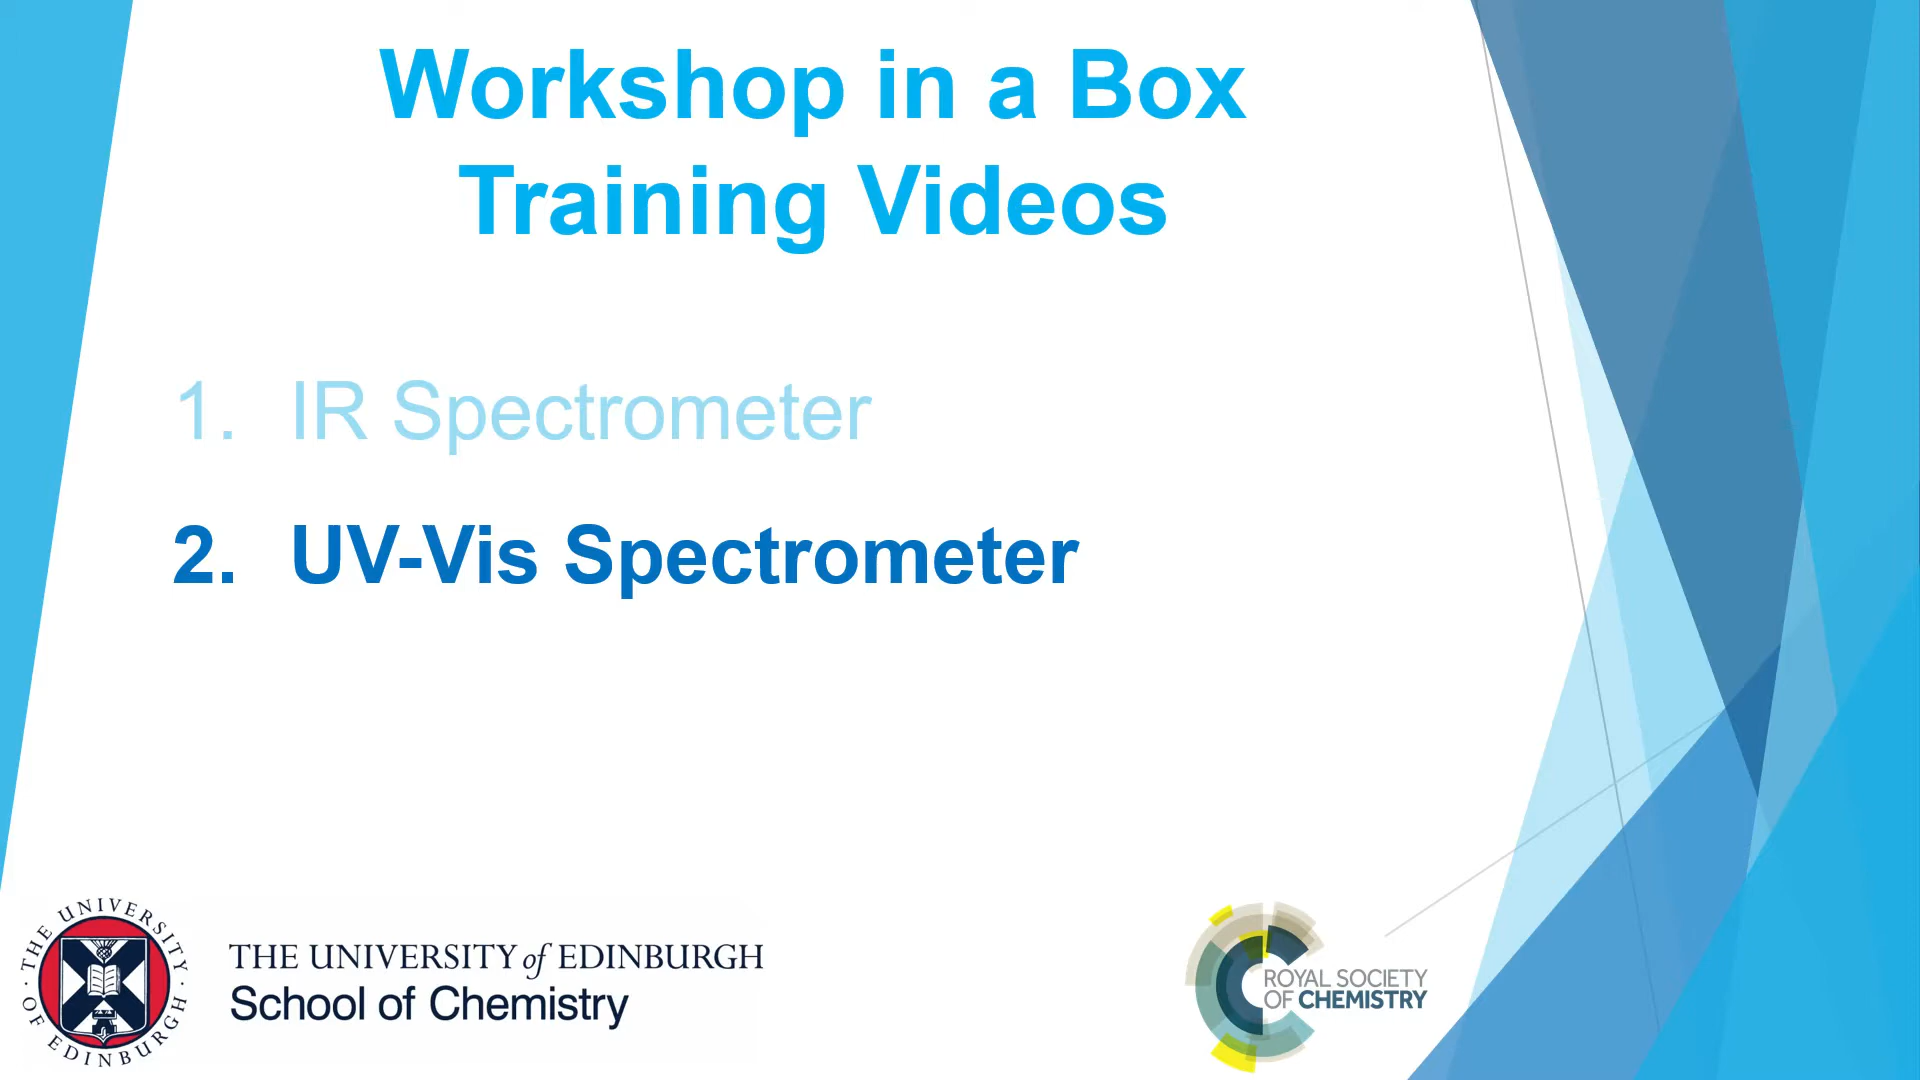 Workshop in a Box
Training Videos
1. IR Spectrometer
2. UV-Vis Spectrometer
THE UNIVERSITY OF EDINBURGH
THE UNIVERSITY of EDINBURGH
School of Chemistry
ROYAL SOCIETY
OF CHEMISTRY